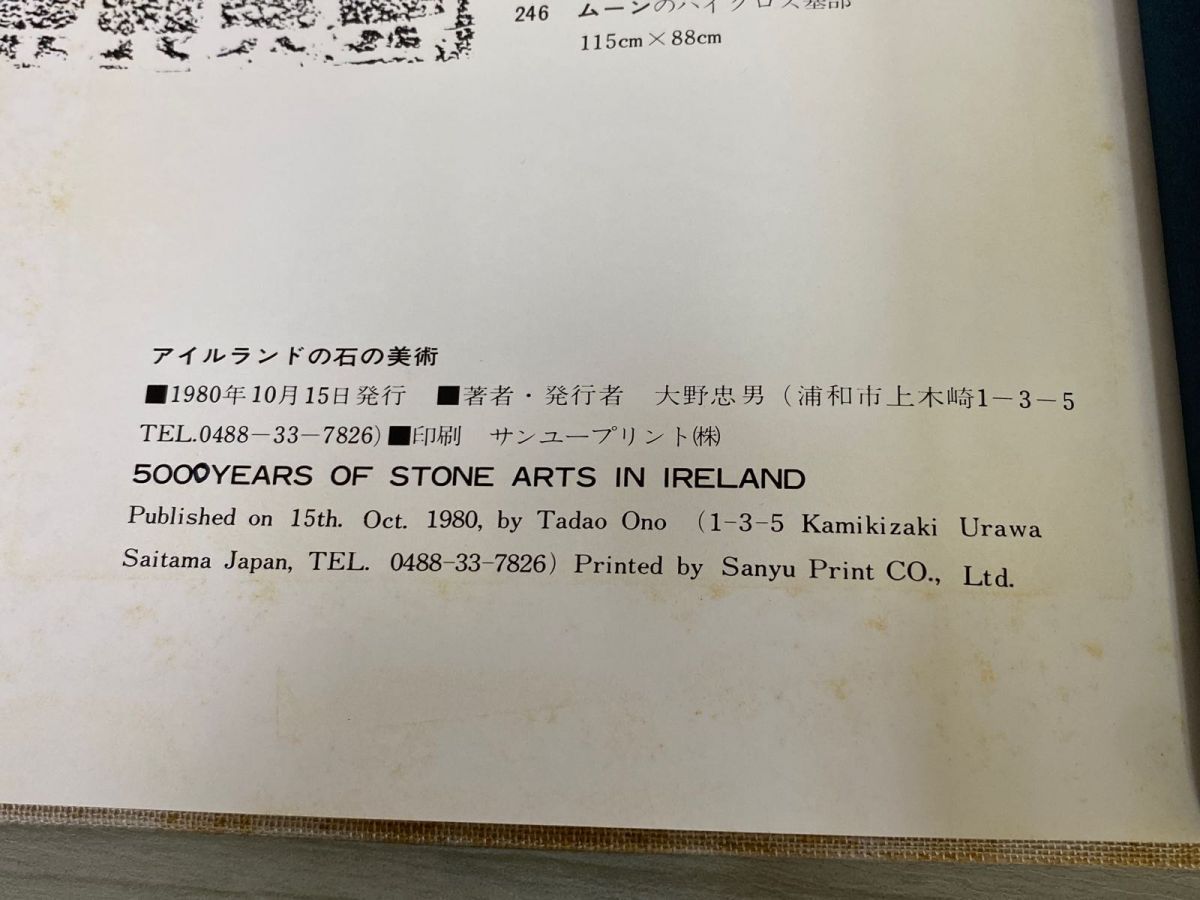 246 ムーンのハイクロス基部
115cm×88cm
アイルランドの石の美術
■1980年10月15日発行 ■著者・発行者 大野忠男（浦和市上木崎1－3－5
TEL.0488－33－7826）■印刷 サンユープリント㈱
5000YEARS OF STONE ARTS IN IRELAND
Published on 15th. Oct. 1980, by Tadao Ono (1-3-5 Kamikizaki Urawa
Saitama Japan, TEL. 0488-33-7826) Printed by Sanyu Print CO., Ltd.